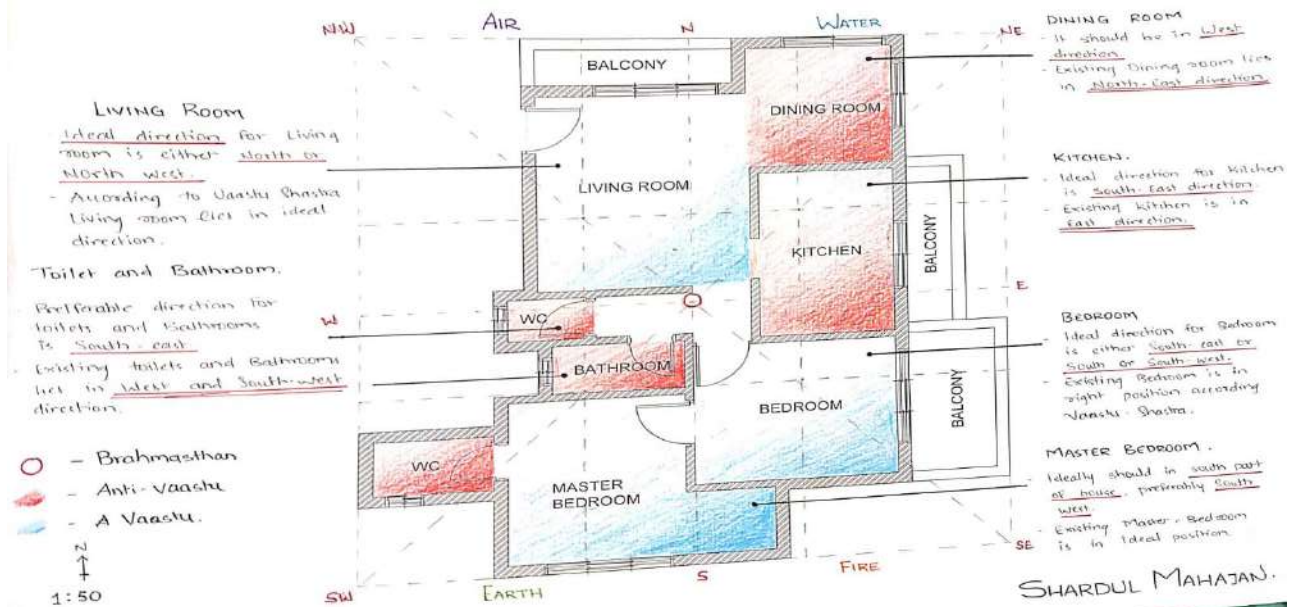 NW
AIR
N
WATER
NE
LIVING ROOM
Ideal direction for Living
room is either North or
North west.
- According to Vaastu Shastra
Living room lies in ideal
direction.
Toilet and Bathroom.
- Prefferable direction for
toilets and Bathrooms
is South-east
- Existing toilets and Bathrooms
lies in West and South-west
direction.
- Brahmasthan
- Anti-Vaastu
- A Vaastu.
N
1:50
BALCONY
DINING ROOM
LIVING ROOM
KITCHEN
BALCONY
W
E
WC
BATHROOM
BEDROOM
BALCONY
WC
MASTER
BEDROOM
SW
EARTH
S
FIRE
SE
DINING ROOM
- It should be in West
direction
- Existing Dining room lies
in North-East direction
KITCHEN.
- Ideal direction for Kitchen
is South-East direction.
- Existing Kitchen is in
East direction.
BEDROOM
- Ideal direction for Bedroom
is either South-east or
South or South-west.
- Existing Bedroom is in
right position according
Vaastu-Shastra.
MASTER BEDROOM.
- Ideally should in south part
of house, preferably South
West.
- Existing Master-Bedroom
is in Ideal position
SHARDUL MAHAJAN.